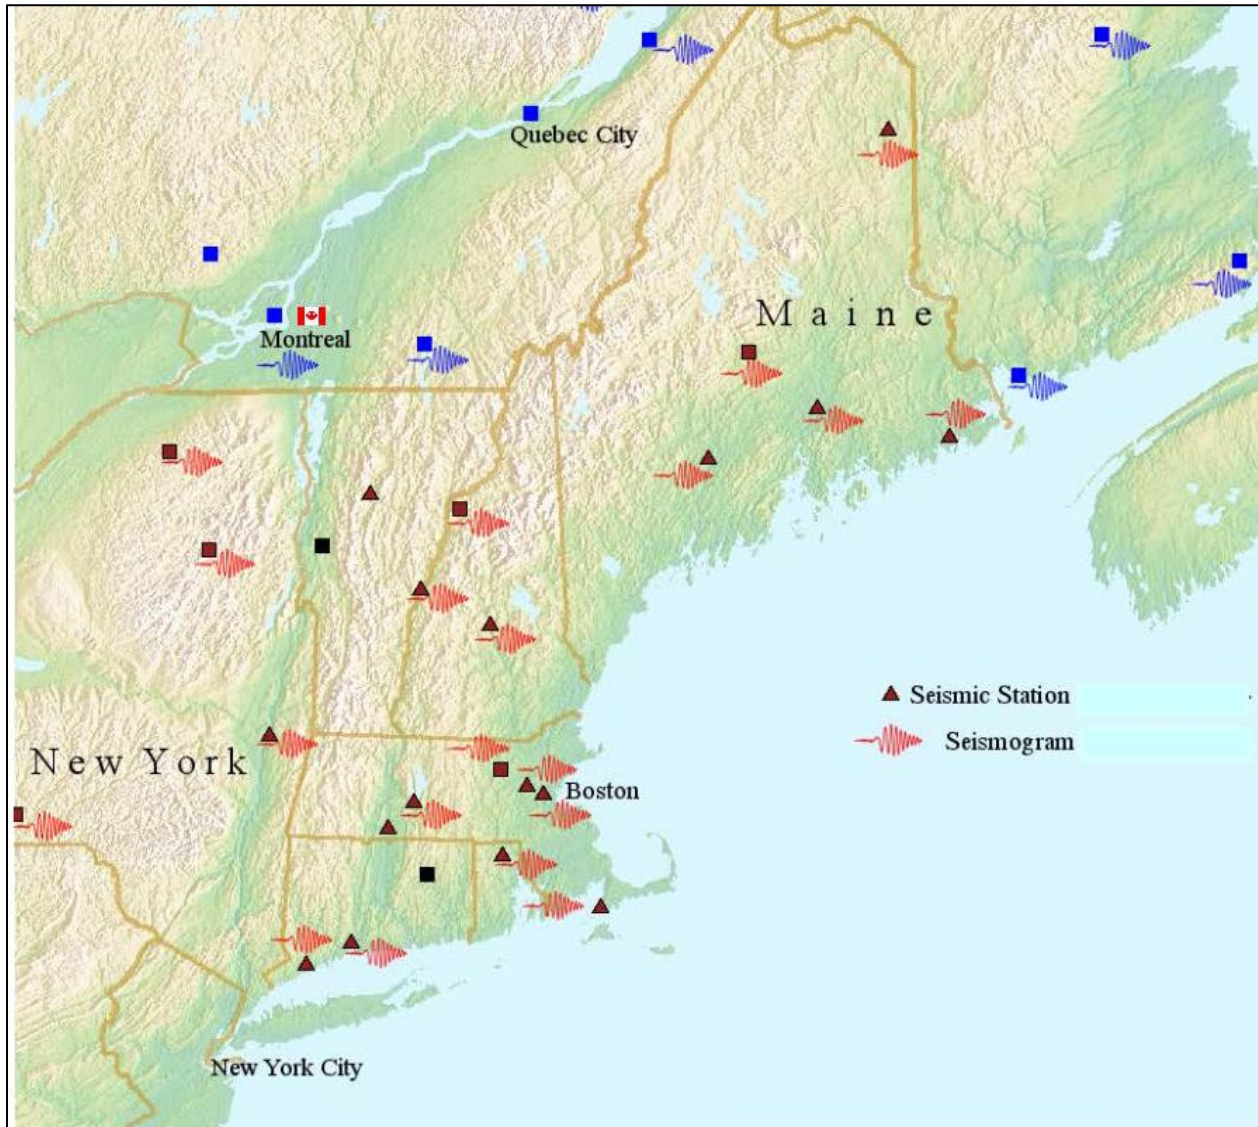 Quebec City
Montreal
Maine
Seismic Station
Seismogram
New York
Boston
New York City